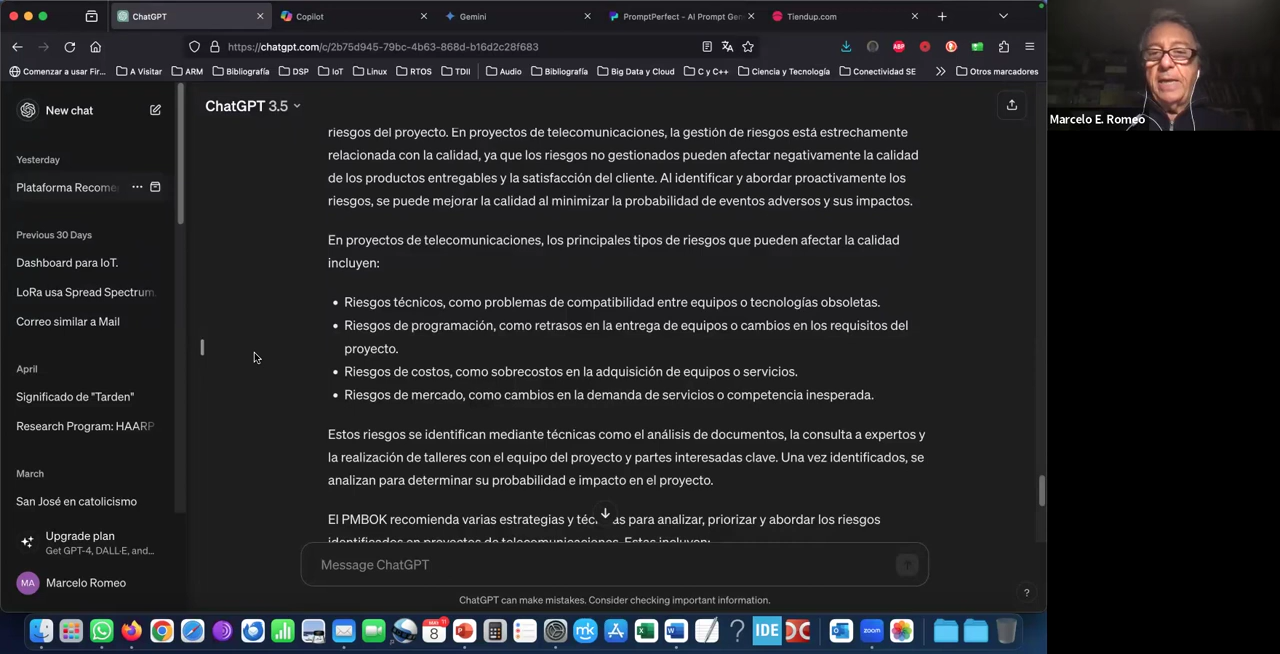 ChatGPT
Copilot
Gemini
PromptPerfect - AI Prompt Gen
Tiendup.com
https://chatgpt.com/c/2b75d945-79bc-4b63-868d-b16d2c28f683
ABP
Comenzar a usar Fir...
A Visitar
ARM
Bibliografía
DSP
IoT
Linux
RTOS
TDII
Audio
Bibliografía
Big Data y Cloud
C y C++
Ciencia y Tecnología
Conectividad SE
Otros marcadores
New chat
Yesterday
Plataforma Recome
Previous 30 Days
Dashboard para IoT.
LoRa usa Spread Spectrum.
Correo similar a Mail
April
Significado de "Tarden"
Research Program: HAARP
March
San José en catolicismo
Upgrade plan
Get GPT-4, DALL·E, and...
MA
Marcelo Romeo
ChatGPT 3.5
riesgos del proyecto. En proyectos de telecomunicaciones, la gestión de riesgos está estrechamente
relacionada con la calidad, ya que los riesgos no gestionados pueden afectar negativamente la calidad
de los productos entregables y la satisfacción del cliente. Al identificar y abordar proactivamente los
riesgos, se puede mejorar la calidad al minimizar la probabilidad de eventos adversos y sus impactos.
En proyectos de telecomunicaciones, los principales tipos de riesgos que pueden afectar la calidad
incluyen:
• Riesgos técnicos, como problemas de compatibilidad entre equipos o tecnologías obsoletas.
• Riesgos de programación, como retrasos en la entrega de equipos o cambios en los requisitos del
proyecto.
• Riesgos de costos, como sobrecostos en la adquisición de equipos o servicios.
• Riesgos de mercado, como cambios en la demanda de servicios o competencia inesperada.
Estos riesgos se identifican mediante técnicas como el análisis de documentos, la consulta a expertos y
la realización de talleres con el equipo del proyecto y partes interesadas clave. Una vez identificados, se
analizan para determinar su probabilidad e impacto en el proyecto.
El PMBOK recomienda varias estrategias y téc as para analizar, priorizar y abordar los riesgos
identificados en proyectos de telecomunicaciones. Estas incluyen:
Message ChatGPT
ChatGPT can make mistakes. Consider checking important information.
?
Marcelo E. Romeo
8
mk
IDE
zoom